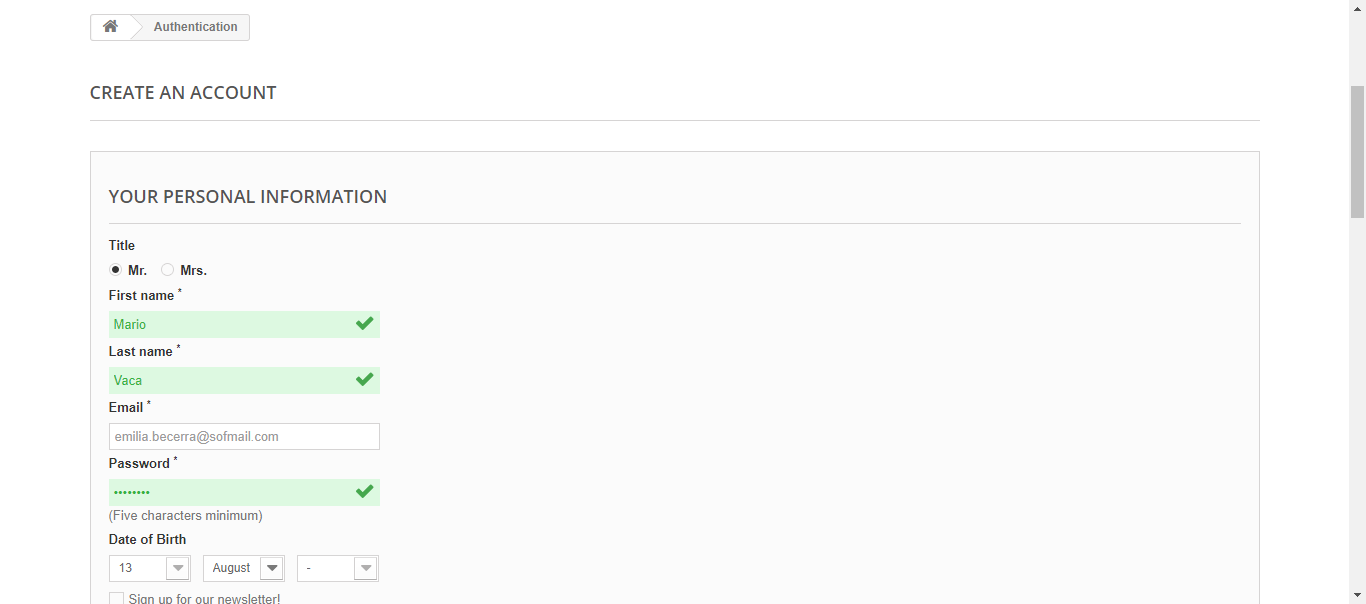 Authentication
CREATE AN ACCOUNT
YOUR PERSONAL INFORMATION
Title
Mr. Mrs.
First name *
Mario
Last name *
Vaca
Email *
emilia.becerra@sofmail.com
Password *
••••••••
(Five characters minimum)
Date of Birth
13 August -
Sign up for our newsletter!